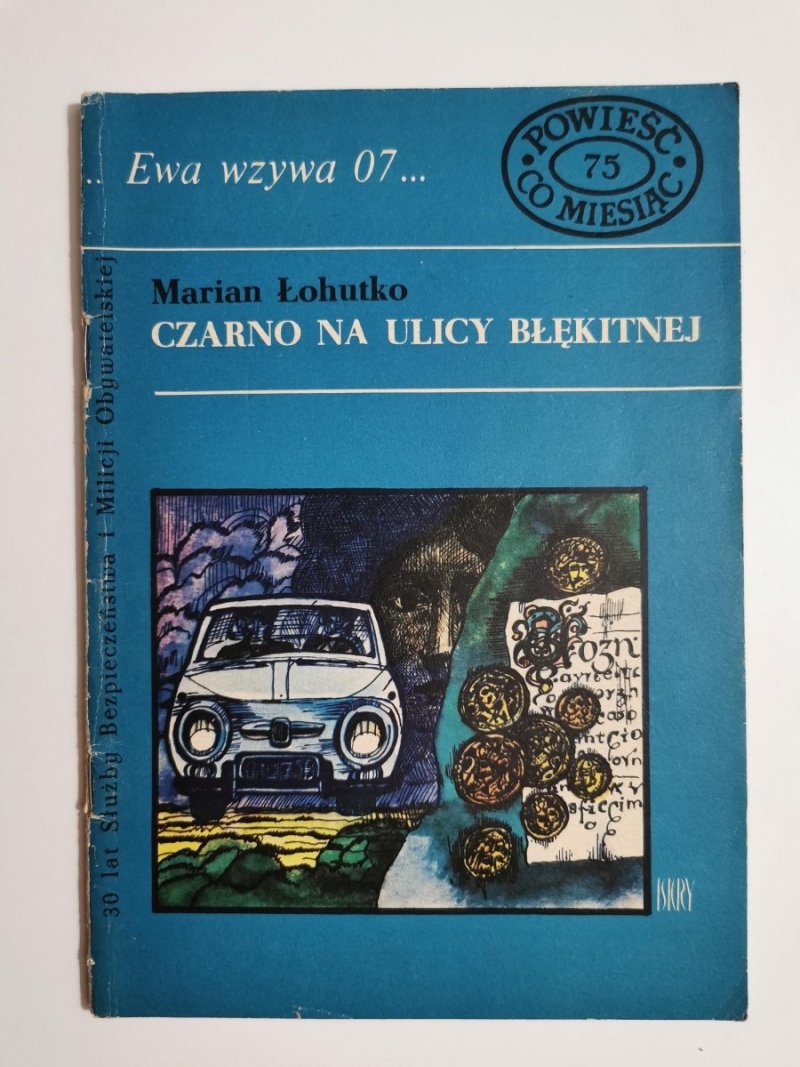 .. Ewa wzywa 07...
POWIEŚĆ
75
CO MIESIĄC
Marian Łohutko
CZARNO NA ULICY BŁĘKITNEJ
30 lat Służby Bezpieczeństwa i Milicji Obywatelskiej
ISKRY